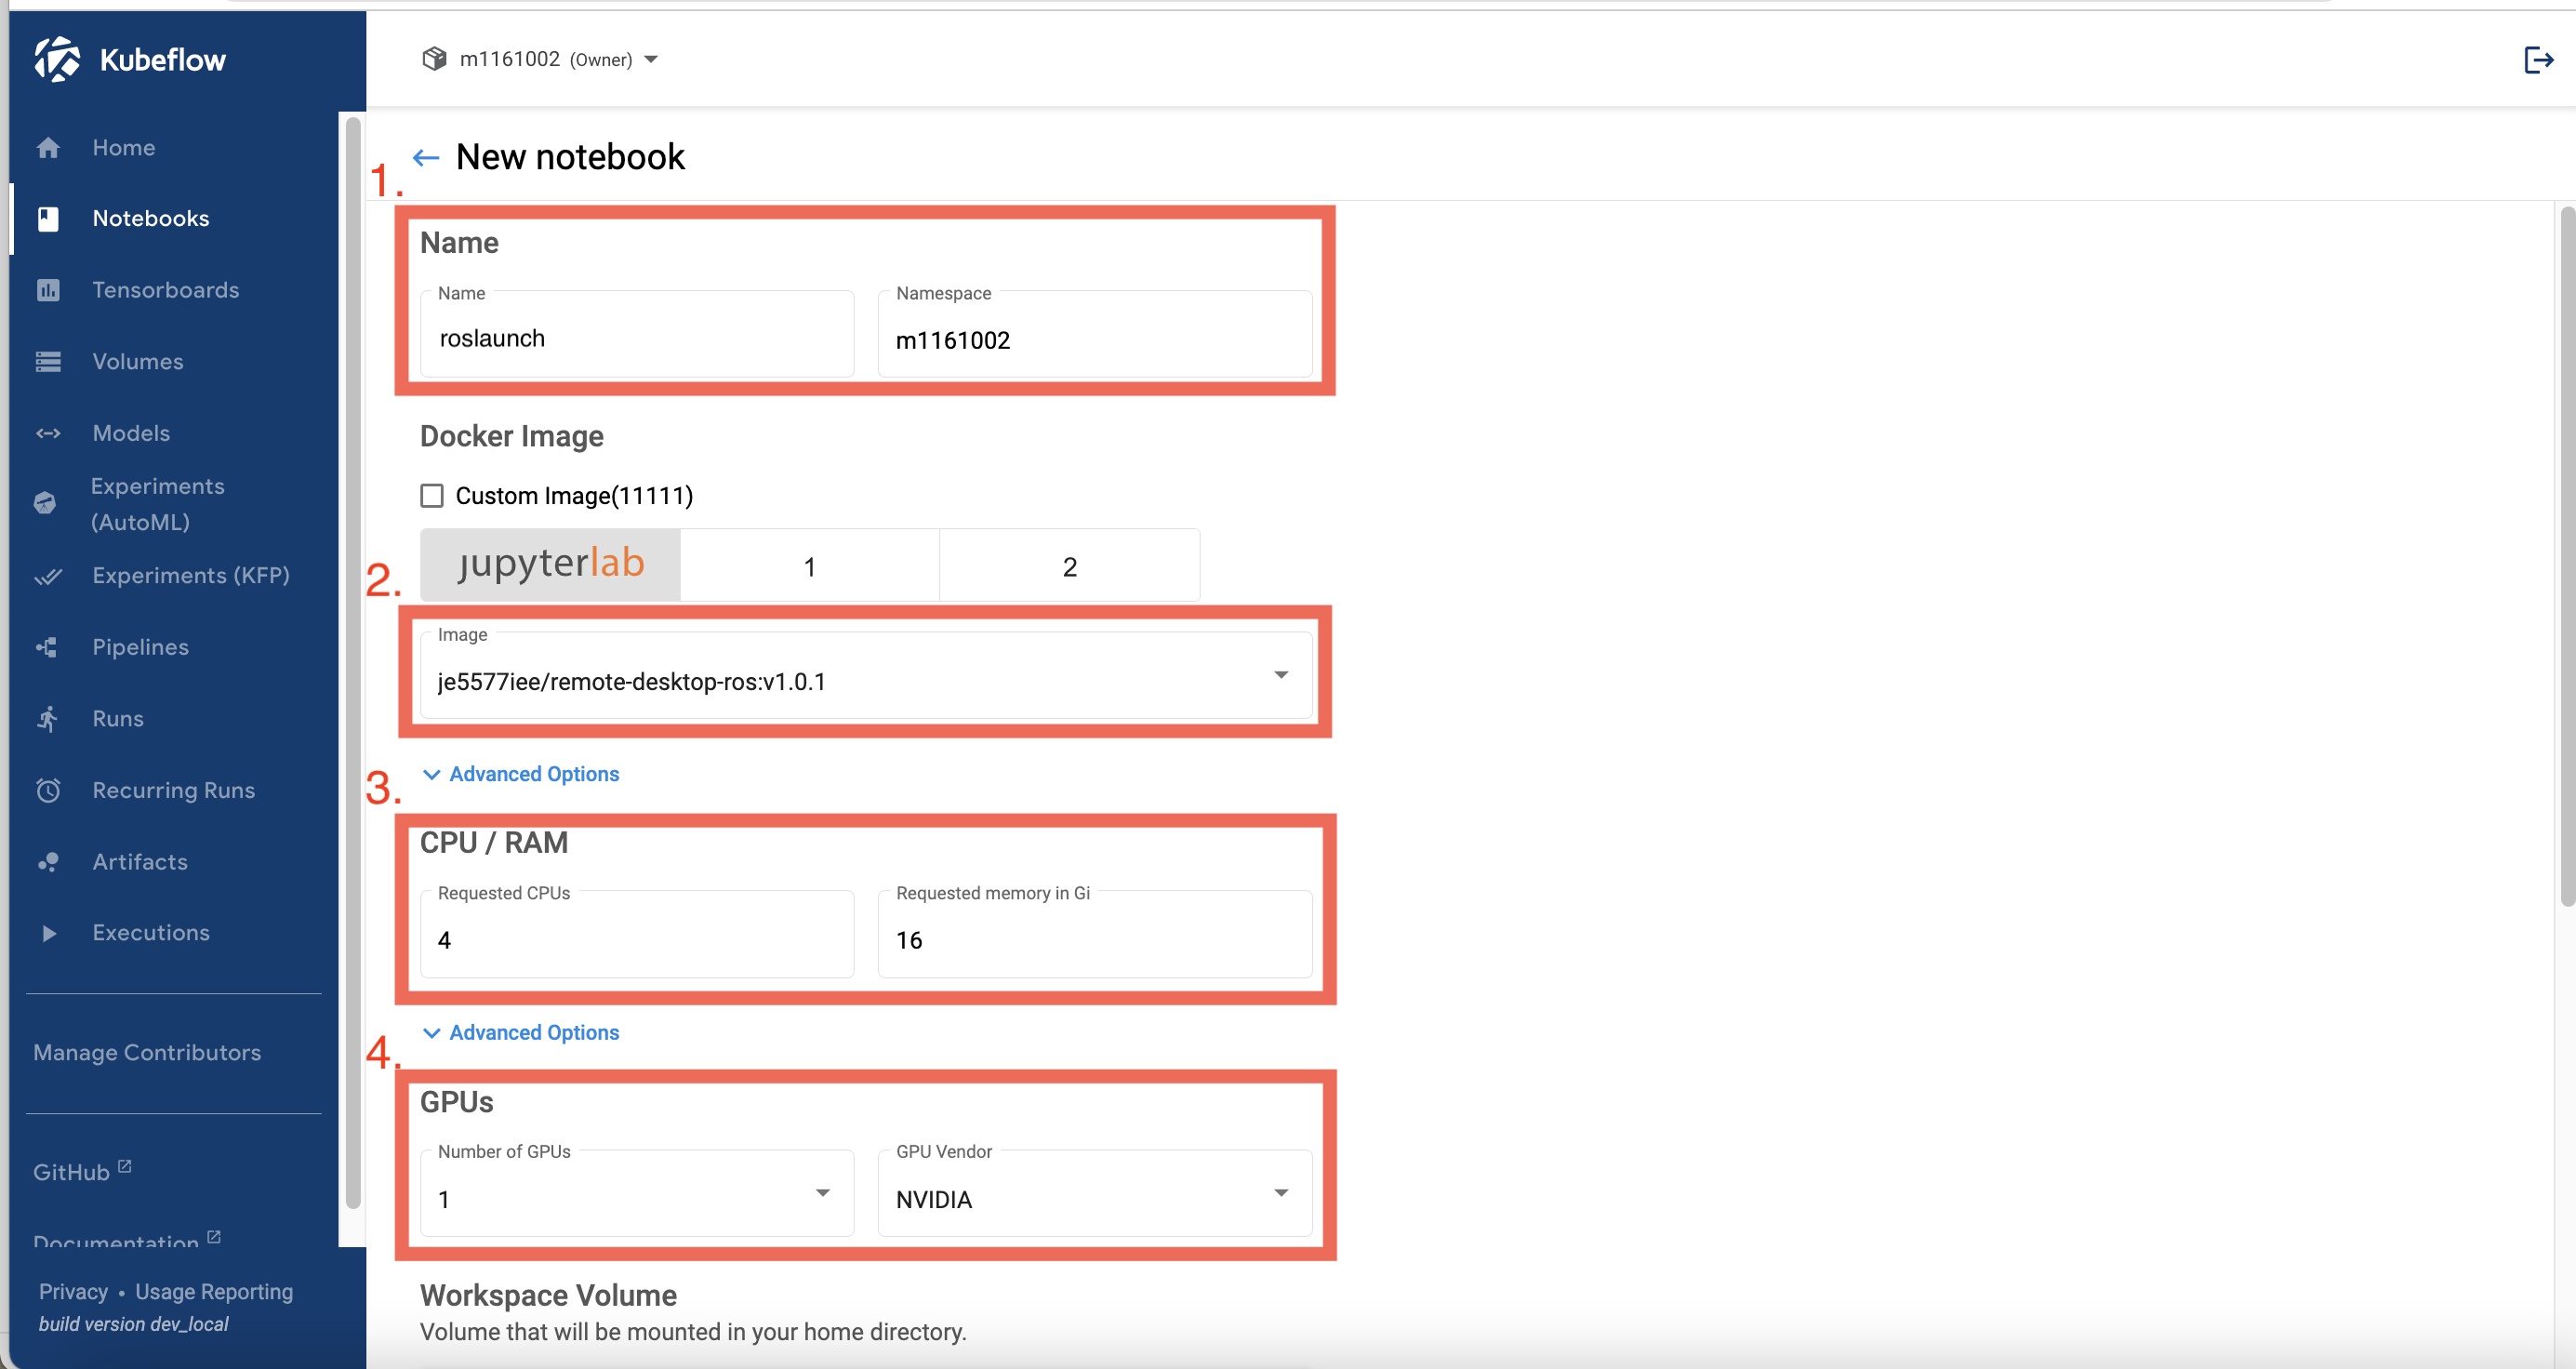 Kubeflow
m1161002 (Owner)
Home
Notebooks
Tensorboards
Volumes
Models
Experiments
(AutoML)
Experiments (KFP)
Pipelines
Runs
Recurring Runs
Artifacts
Executions
Manage Contributors
GitHub
Documentation
Privacy • Usage Reporting
build version dev_local
New notebook
1.
Name
Name
roslaunch
Namespace
m1161002
Docker Image
Custom Image(11111)
jupyterlab
1
2
2.
Image
je5577iee/remote-desktop-ros:v1.0.1
Advanced Options
3.
CPU / RAM
Requested CPUs
4
Requested memory in Gi
16
Advanced Options
4.
GPUs
Number of GPUs
1
GPU Vendor
NVIDIA
Workspace Volume
Volume that will be mounted in your home directory.